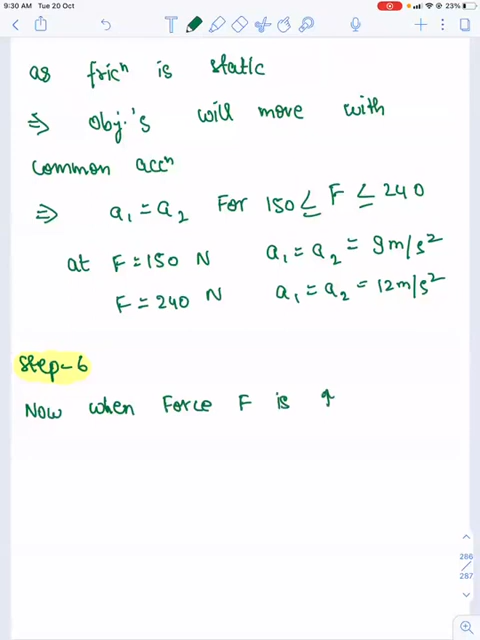 9:30 AM Tue 20 Oct
23%
as fricⁿ is static
⇒ obj.'s will move with
common accⁿ
⇒ a₁ = a₂ For 150 ≤ F ≤ 240
at F = 150 N a₁ = a₂ = 9m/s²
F = 240 N a₁ = a₂ = 12m/s²
Step-6
Now when Force F is ↑
286
/
287